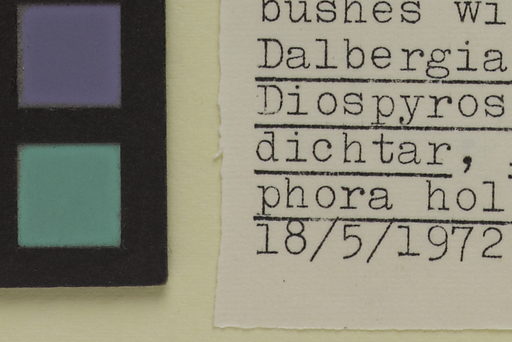 bushes wi
Dalbergia
Diospyros
dichtar,
phora hol
18/5/1972